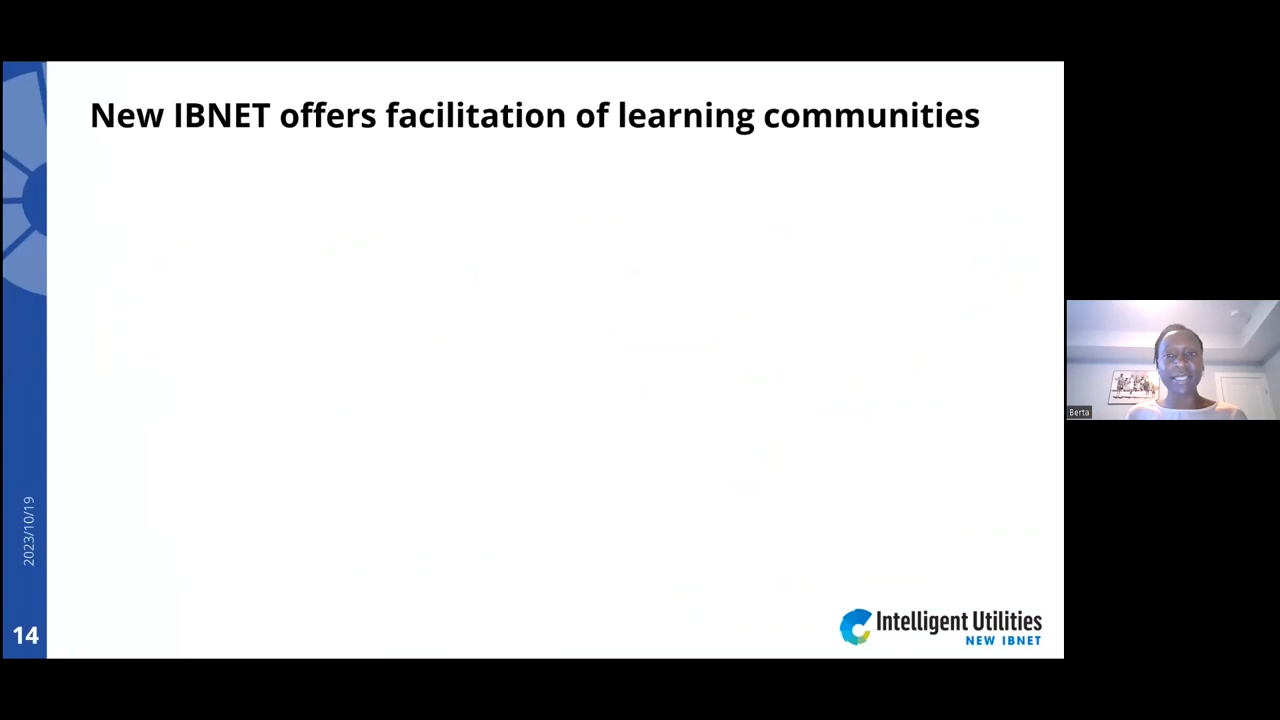 New IBNET offers facilitation of learning communities
Berta
2023/10/19
14
Intelligent Utilities
NEW IBNET